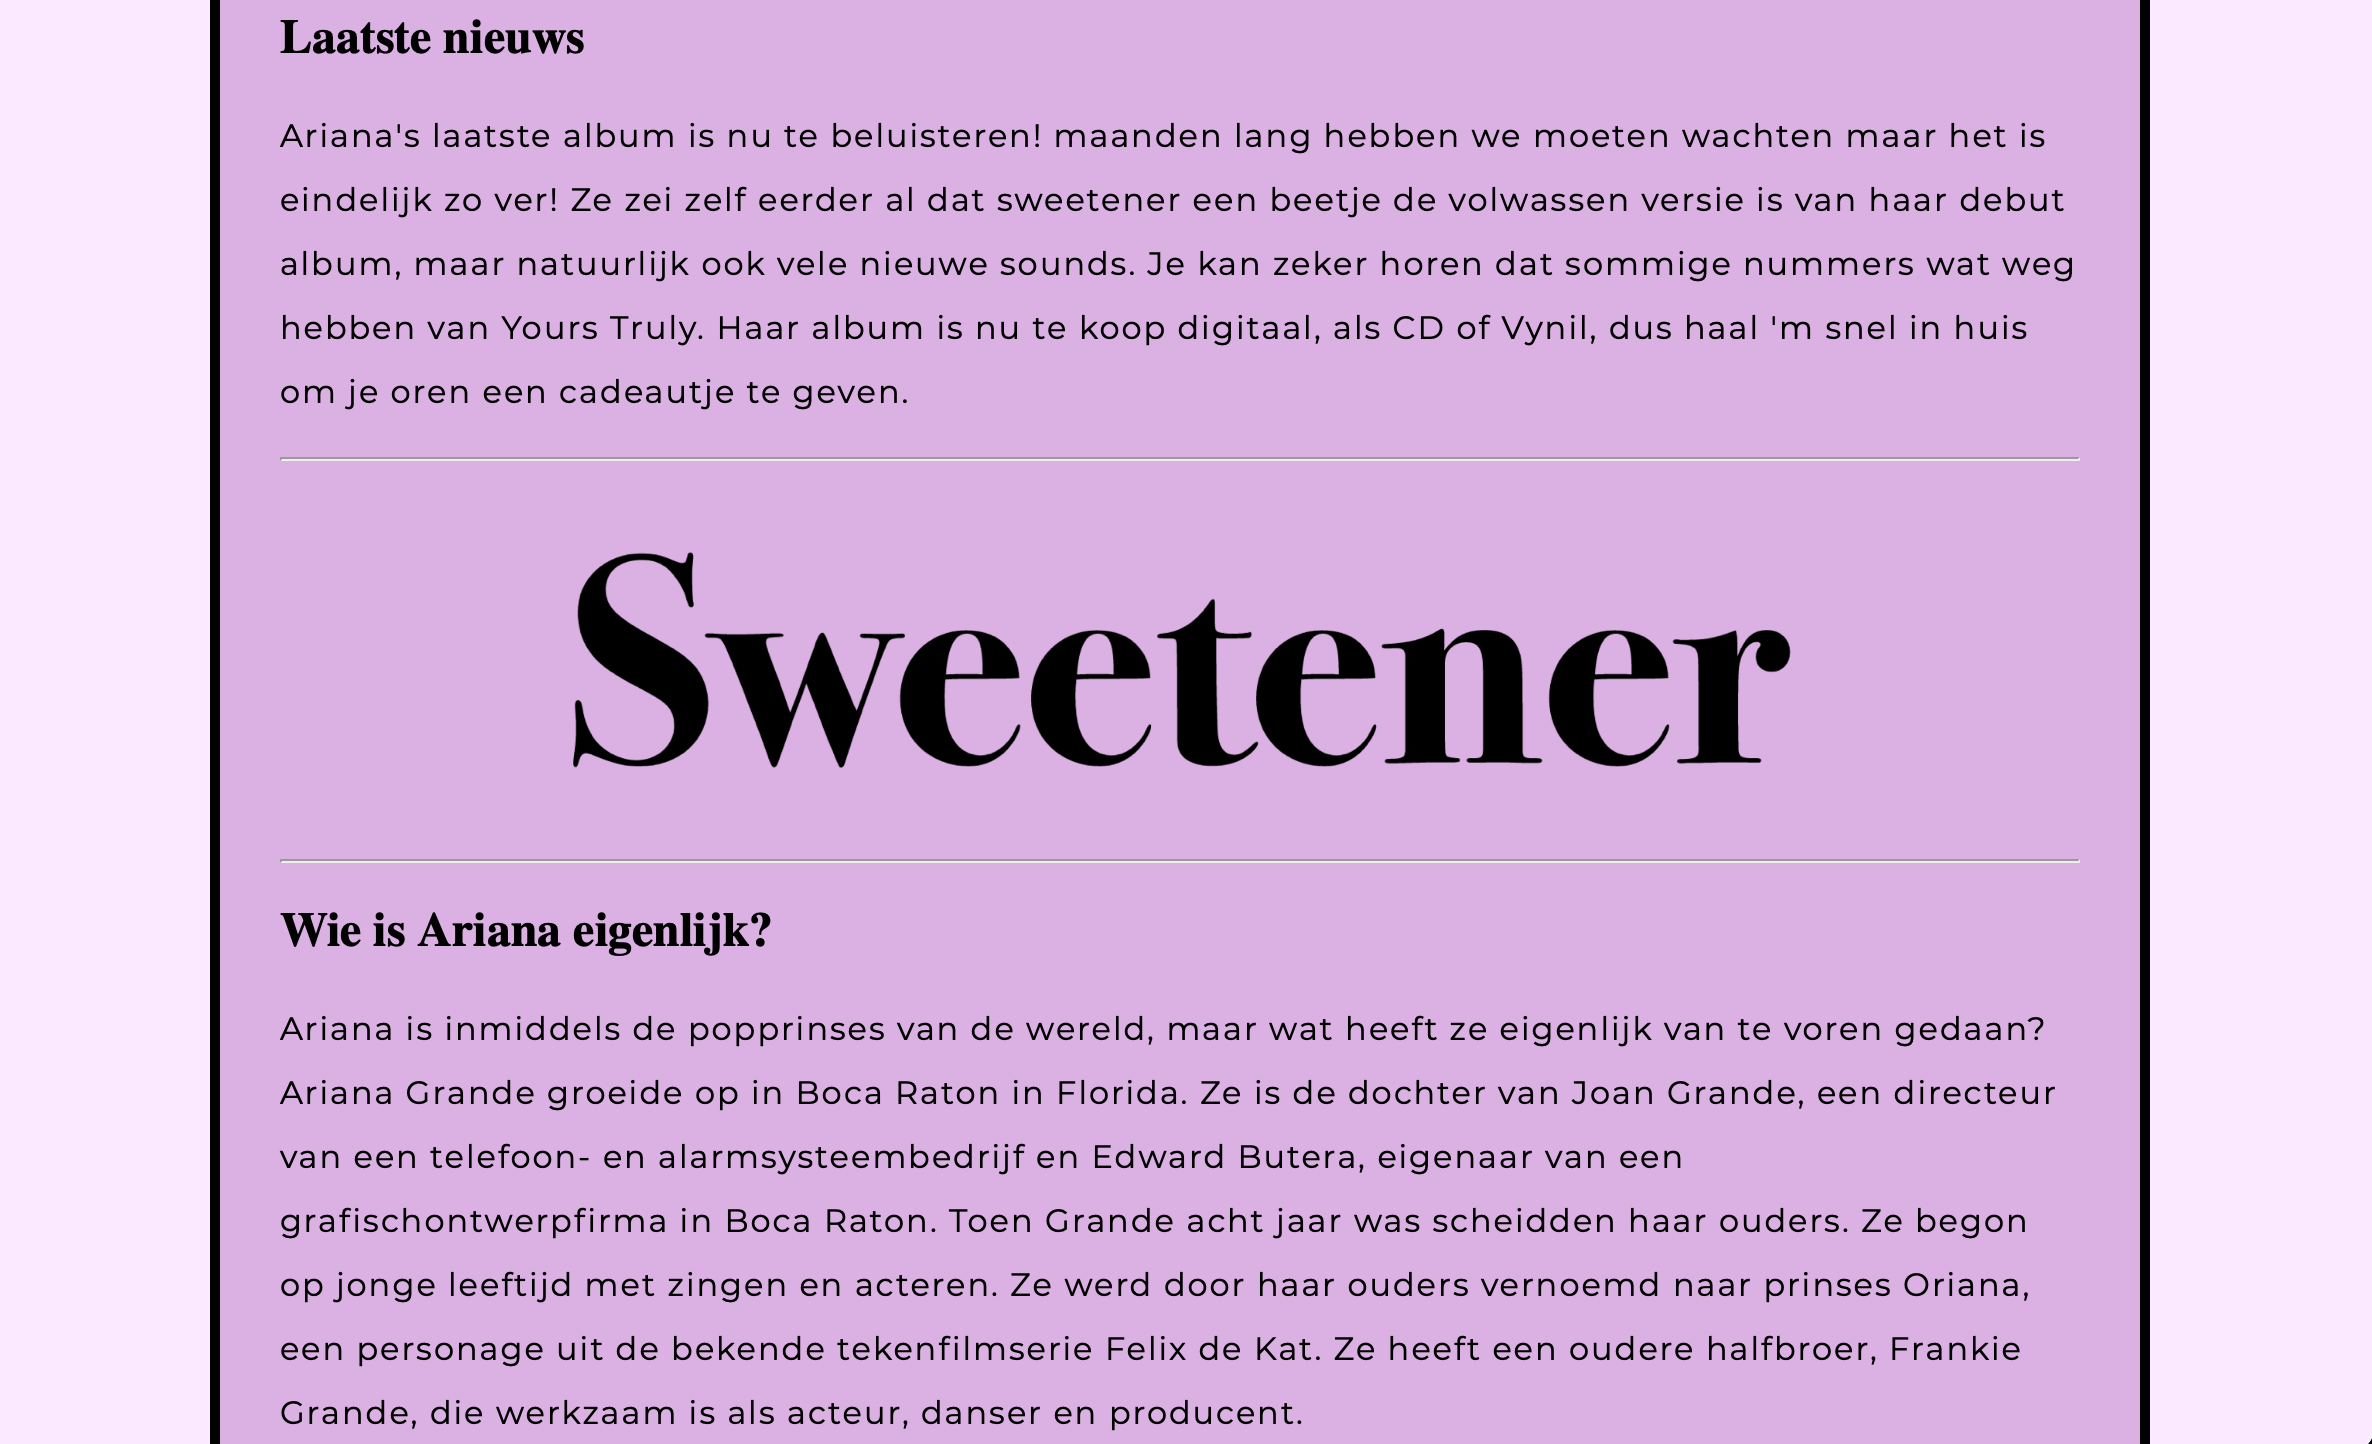 Laatste nieuws
Ariana's laatste album is nu te beluisteren! maanden lang hebben we moeten wachten maar het is
eindelijk zo ver! Ze zei zelf eerder al dat sweetener een beetje de volwassen versie is van haar debut
album, maar natuurlijk ook vele nieuwe sounds. Je kan zeker horen dat sommige nummers wat weg
hebben van Yours Truly. Haar album is nu te koop digitaal, als CD of Vynil, dus haal 'm snel in huis
om je oren een cadeautje te geven.
Sweetener
Wie is Ariana eigenlijk?
Ariana is inmiddels de popprinses van de wereld, maar wat heeft ze eigenlijk van te voren gedaan?
Ariana Grande groeide op in Boca Raton in Florida. Ze is de dochter van Joan Grande, een directeur
van een telefoon- en alarmsysteembedrijf en Edward Butera, eigenaar van een
grafischontwerpfirma in Boca Raton. Toen Grande acht jaar was scheidden haar ouders. Ze begon
op jonge leeftijd met zingen en acteren. Ze werd door haar ouders vernoemd naar prinses Oriana,
een personage uit de bekende tekenfilmserie Felix de Kat. Ze heeft een oudere halfbroer, Frankie
Grande, die werkzaam is als acteur, danser en producent.